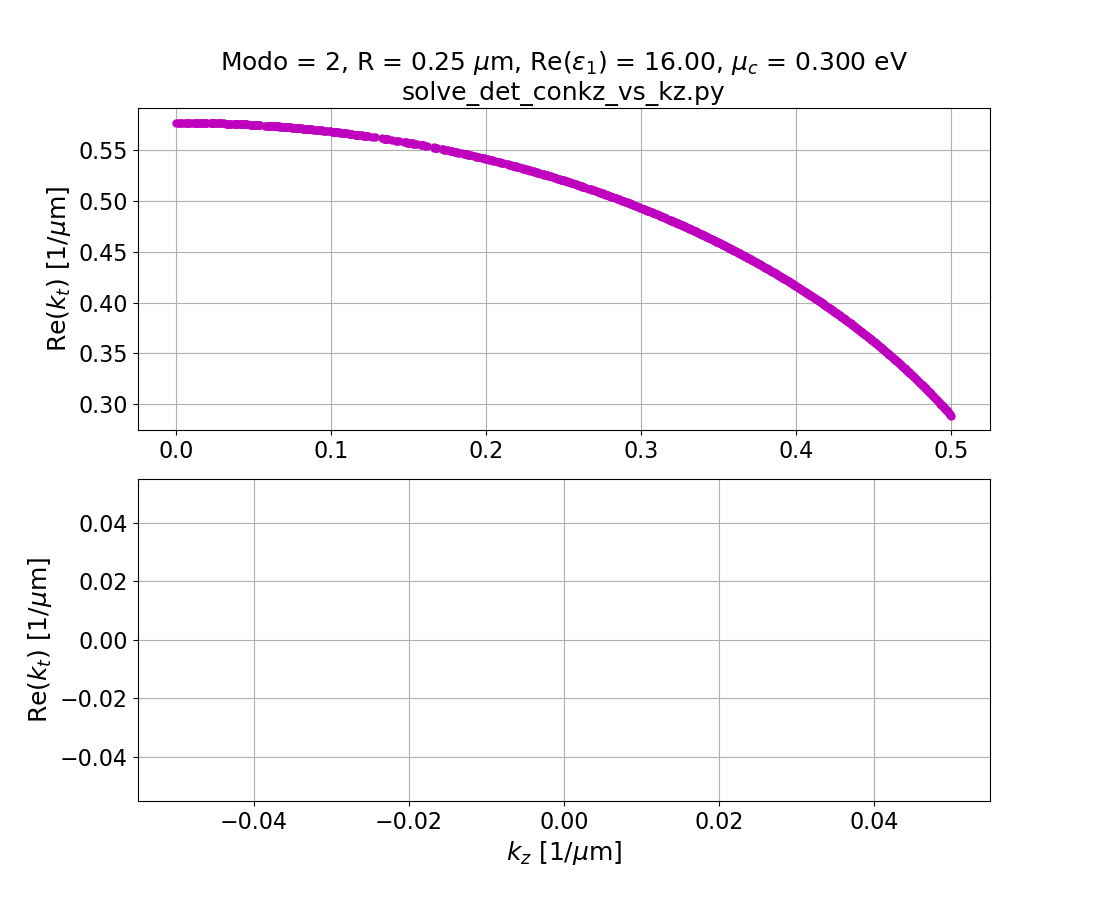 Modo = 2, R = 0.25 μm, Re(ε₁) = 16.00, μ_c = 0.300 eV
solve_det_conkz_vs_kz.py
Re(k_t) [1/μm]
0.55
0.50
0.45
0.40
0.35
0.30
0.0 0.1 0.2 0.3 0.4 0.5
Re(k_t) [1/μm]
0.04
0.02
0.00
−0.02
−0.04
−0.04 −0.02 0.00 0.02 0.04
k_z [1/μm]